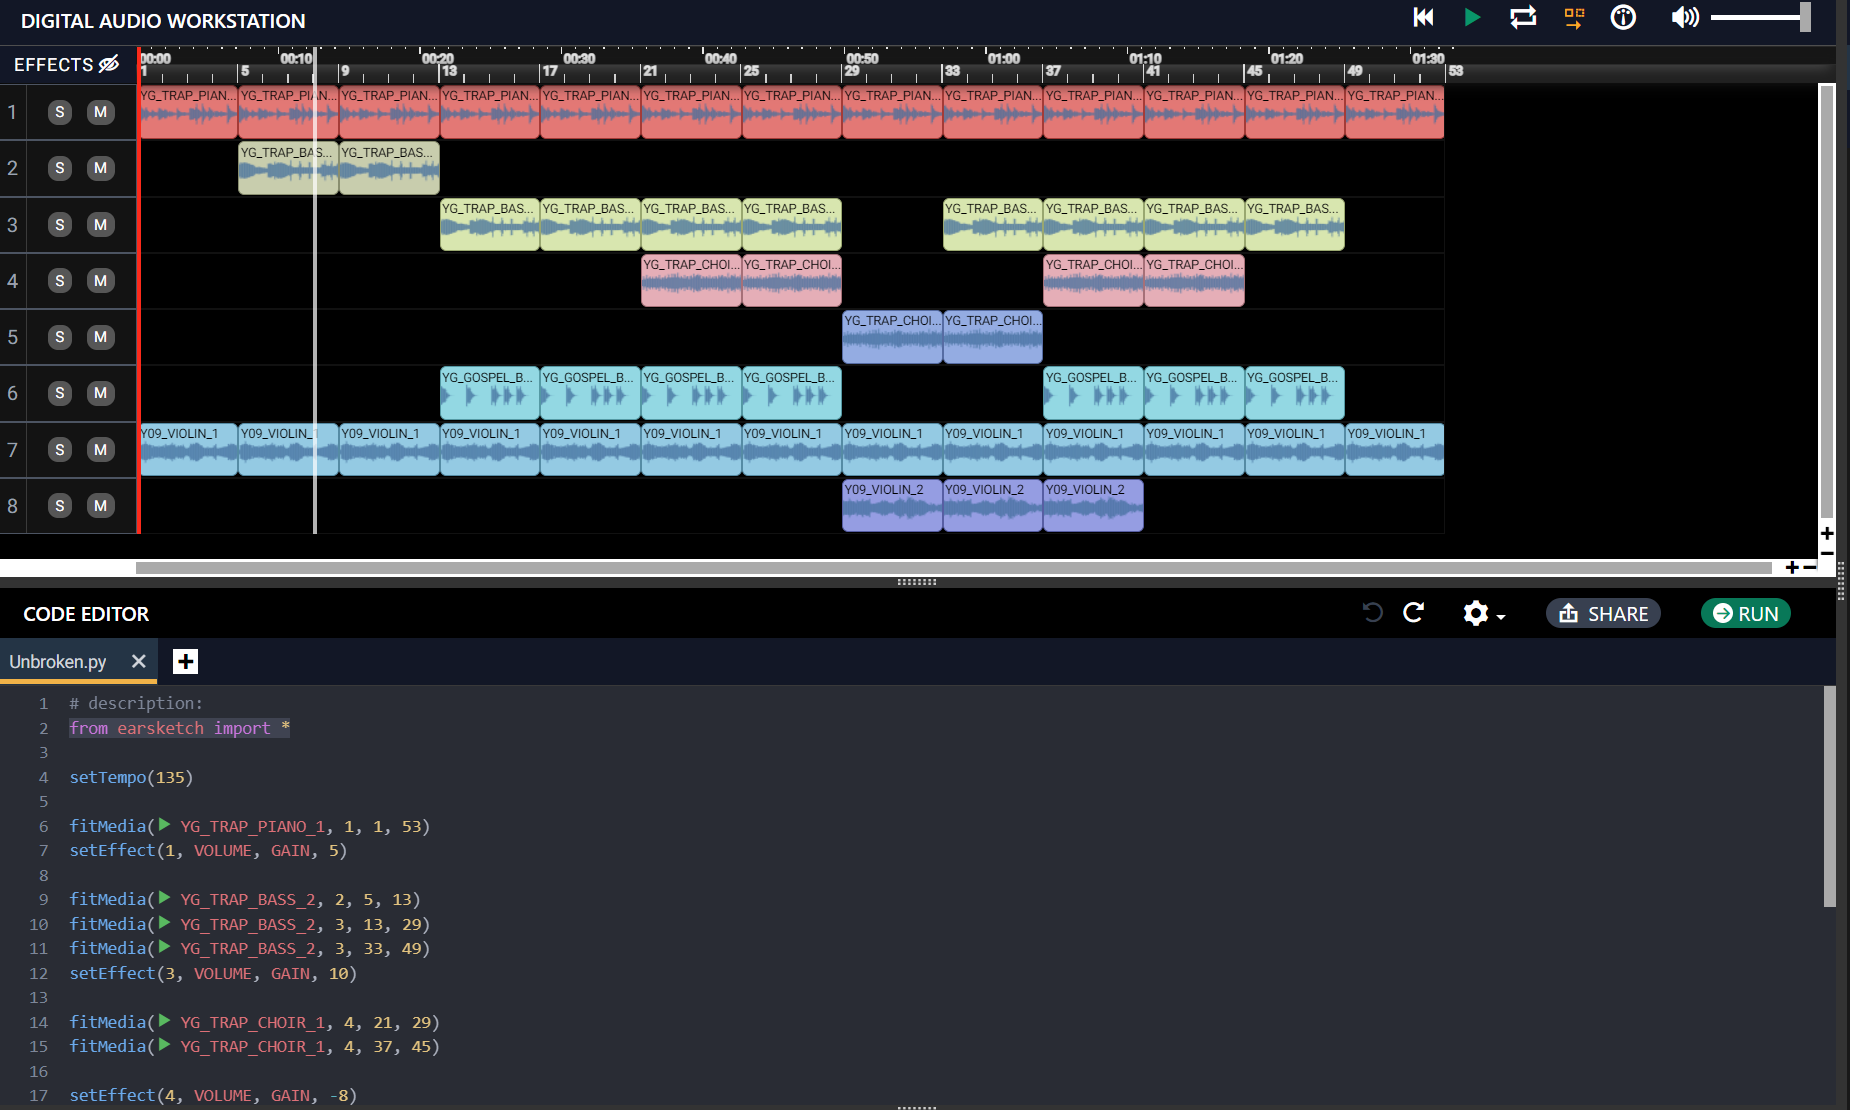 DIGITAL AUDIO WORKSTATION
EFFECTS
00:00 00:10 00:20 00:30 00:40 00:50 01:00 01:10 01:20 01:30
1 5 9 13 17 21 25 29 33 37 41 45 49 53
1 S M YG_TRAP_PIAN... YG_TRAP_PIAN... YG_TRAP_PIAN... YG_TRAP_PIAN... YG_TRAP_PIAN... YG_TRAP_PIAN... YG_TRAP_PIAN... YG_TRAP_PIAN... YG_TRAP_PIAN... YG_TRAP_PIAN... YG_TRAP_PIAN... YG_TRAP_PIAN... YG_TRAP_PIAN...
2 S M YG_TRAP_BAS... YG_TRAP_BAS...
3 S M YG_TRAP_BAS... YG_TRAP_BAS... YG_TRAP_BAS... YG_TRAP_BAS... YG_TRAP_BAS... YG_TRAP_BAS... YG_TRAP_BAS... YG_TRAP_BAS...
4 S M YG_TRAP_CHOI... YG_TRAP_CHOI... YG_TRAP_CHOI... YG_TRAP_CHOI...
5 S M YG_TRAP_CHOI... YG_TRAP_CHOI...
6 S M YG_GOSPEL_B... YG_GOSPEL_B... YG_GOSPEL_B... YG_GOSPEL_B... YG_GOSPEL_B... YG_GOSPEL_B... YG_GOSPEL_B...
7 S M Y09_VIOLIN_1 Y09_VIOLIN_1 Y09_VIOLIN_1 Y09_VIOLIN_1 Y09_VIOLIN_1 Y09_VIOLIN_1 Y09_VIOLIN_1 Y09_VIOLIN_1 Y09_VIOLIN_1 Y09_VIOLIN_1 Y09_VIOLIN_1 Y09_VIOLIN_1 Y09_VIOLIN_1
8 S M Y09_VIOLIN_2 Y09_VIOLIN_2 Y09_VIOLIN_2
CODE EDITOR SHARE RUN
Unbroken.py
1 # description:
2 from earsketch import *
3
4 setTempo(135)
5
6 fitMedia( YG_TRAP_PIANO_1, 1, 1, 53)
7 setEffect(1, VOLUME, GAIN, 5)
8
9 fitMedia( YG_TRAP_BASS_2, 2, 5, 13)
10 fitMedia( YG_TRAP_BASS_2, 3, 13, 29)
11 fitMedia( YG_TRAP_BASS_2, 3, 33, 49)
12 setEffect(3, VOLUME, GAIN, 10)
13
14 fitMedia( YG_TRAP_CHOIR_1, 4, 21, 29)
15 fitMedia( YG_TRAP_CHOIR_1, 4, 37, 45)
16
17 setEffect(4, VOLUME, GAIN, -8)